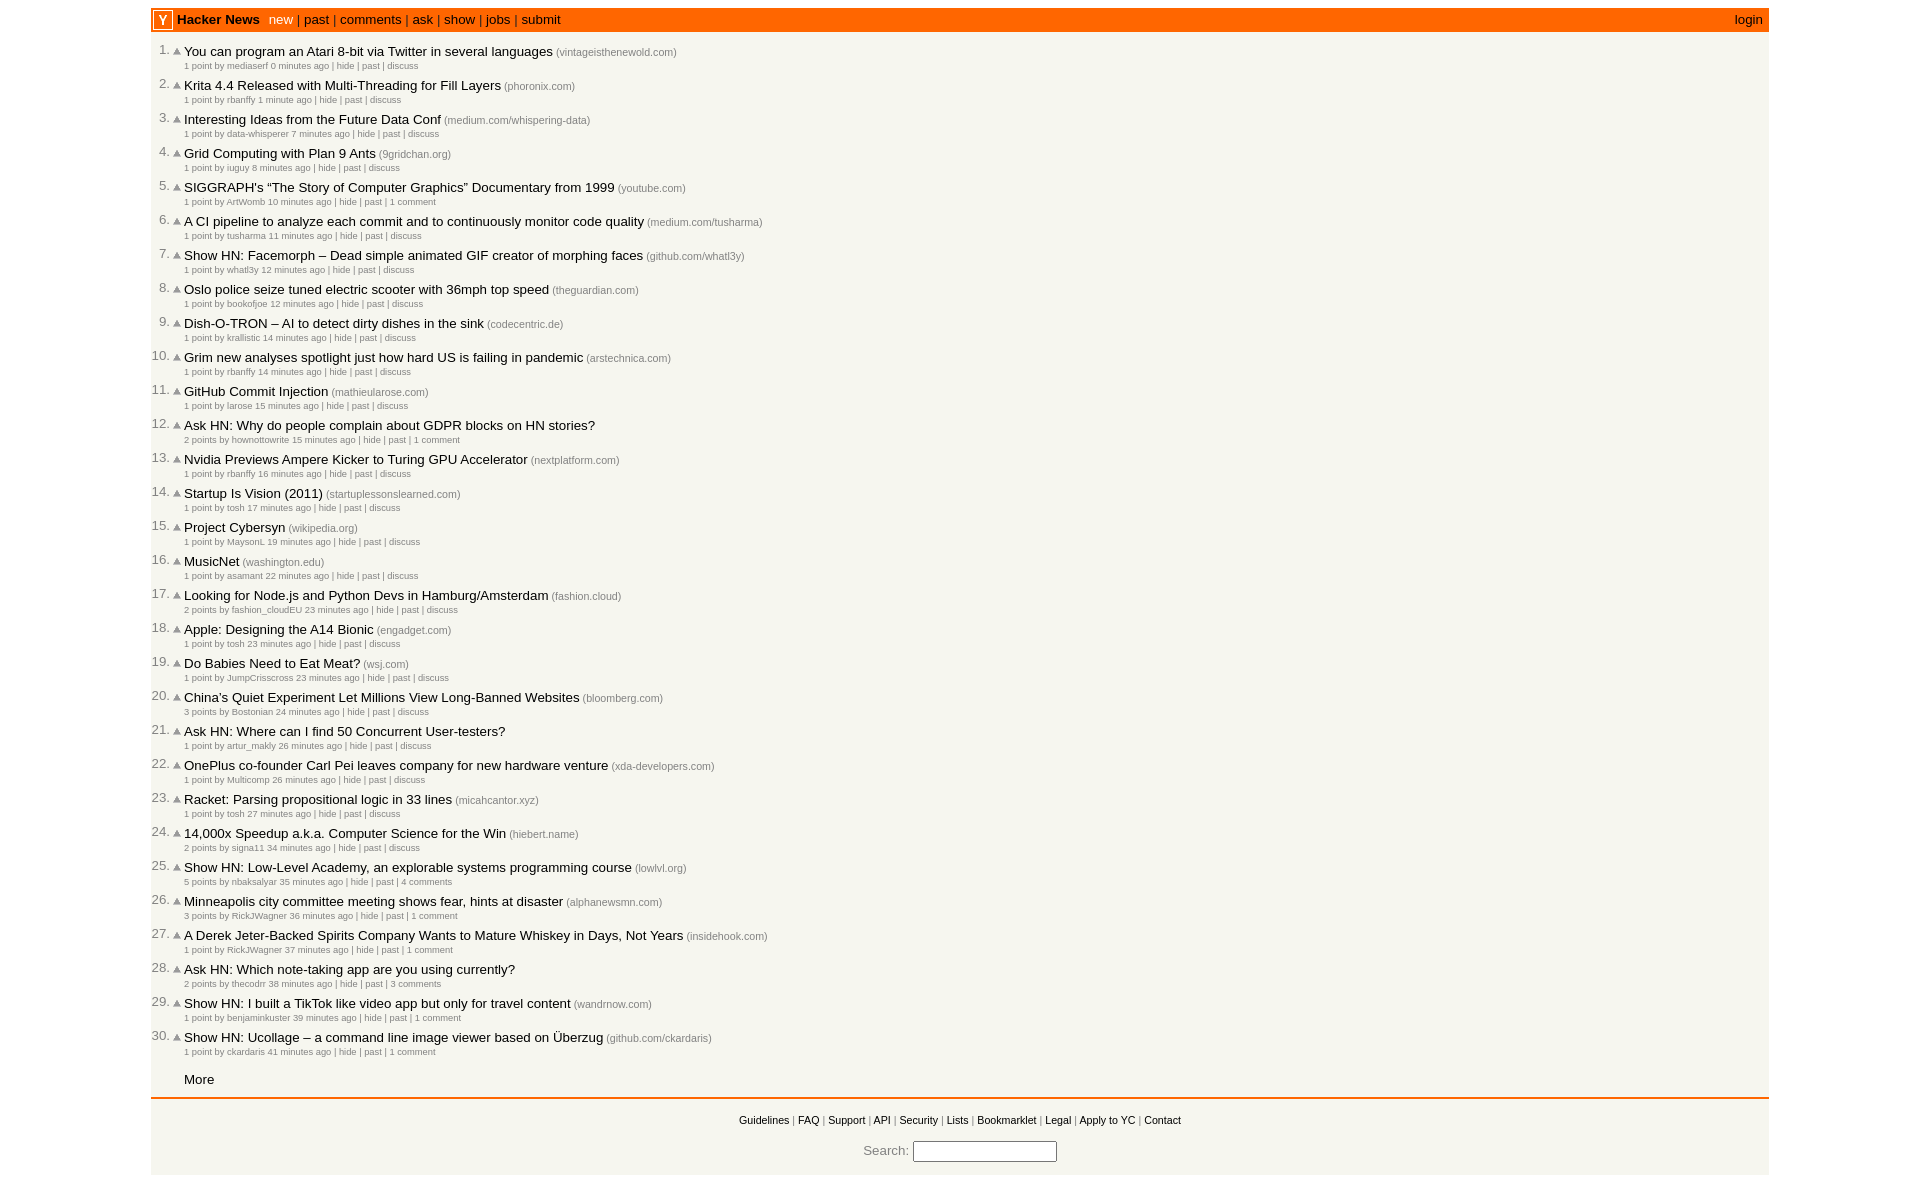 Y Hacker News new | past | comments | ask | show | jobs | submit login
1. You can program an Atari 8-bit via Twitter in several languages (vintageisthenewold.com)
1 point by mediaserf 0 minutes ago | hide | past | discuss
2. Krita 4.4 Released with Multi-Threading for Fill Layers (phoronix.com)
1 point by rbanffy 1 minute ago | hide | past | discuss
3. Interesting Ideas from the Future Data Conf (medium.com/whispering-data)
1 point by data-whisperer 7 minutes ago | hide | past | discuss
4. Grid Computing with Plan 9 Ants (9gridchan.org)
1 point by iuguy 8 minutes ago | hide | past | discuss
5. SIGGRAPH's “The Story of Computer Graphics” Documentary from 1999 (youtube.com)
1 point by ArtWomb 10 minutes ago | hide | past | 1 comment
6. A CI pipeline to analyze each commit and to continuously monitor code quality (medium.com/tusharma)
1 point by tusharma 11 minutes ago | hide | past | discuss
7. Show HN: Facemorph – Dead simple animated GIF creator of morphing faces (github.com/whatl3y)
1 point by whatl3y 12 minutes ago | hide | past | discuss
8. Oslo police seize tuned electric scooter with 36mph top speed (theguardian.com)
1 point by bookofjoe 12 minutes ago | hide | past | discuss
9. Dish-O-TRON – AI to detect dirty dishes in the sink (codecentric.de)
1 point by krallistic 14 minutes ago | hide | past | discuss
10. Grim new analyses spotlight just how hard US is failing in pandemic (arstechnica.com)
1 point by rbanffy 14 minutes ago | hide | past | discuss
11. GitHub Commit Injection (mathieularose.com)
1 point by larose 15 minutes ago | hide | past | discuss
12. Ask HN: Why do people complain about GDPR blocks on HN stories?
2 points by hownottowrite 15 minutes ago | hide | past | 1 comment
13. Nvidia Previews Ampere Kicker to Turing GPU Accelerator (nextplatform.com)
1 point by rbanffy 16 minutes ago | hide | past | discuss
14. Startup Is Vision (2011) (startuplessonslearned.com)
1 point by tosh 17 minutes ago | hide | past | discuss
15. Project Cybersyn (wikipedia.org)
1 point by MaysonL 19 minutes ago | hide | past | discuss
16. MusicNet (washington.edu)
1 point by asamant 22 minutes ago | hide | past | discuss
17. Looking for Node.js and Python Devs in Hamburg/Amsterdam (fashion.cloud)
2 points by fashion_cloudEU 23 minutes ago | hide | past | discuss
18. Apple: Designing the A14 Bionic (engadget.com)
1 point by tosh 23 minutes ago | hide | past | discuss
19. Do Babies Need to Eat Meat? (wsj.com)
1 point by JumpCrisscross 23 minutes ago | hide | past | discuss
20. China’s Quiet Experiment Let Millions View Long-Banned Websites (bloomberg.com)
3 points by Bostonian 24 minutes ago | hide | past | discuss
21. Ask HN: Where can I find 50 Concurrent User-testers?
1 point by artur_makly 26 minutes ago | hide | past | discuss
22. OnePlus co-founder Carl Pei leaves company for new hardware venture (xda-developers.com)
1 point by Multicomp 26 minutes ago | hide | past | discuss
23. Racket: Parsing propositional logic in 33 lines (micahcantor.xyz)
1 point by tosh 27 minutes ago | hide | past | discuss
24. 14,000x Speedup a.k.a. Computer Science for the Win (hiebert.name)
2 points by signa11 34 minutes ago | hide | past | discuss
25. Show HN: Low-Level Academy, an explorable systems programming course (lowlvl.org)
5 points by nbaksalyar 35 minutes ago | hide | past | 4 comments
26. Minneapolis city committee meeting shows fear, hints at disaster (alphanewsmn.com)
3 points by RickJWagner 36 minutes ago | hide | past | 1 comment
27. A Derek Jeter-Backed Spirits Company Wants to Mature Whiskey in Days, Not Years (insidehook.com)
1 point by RickJWagner 37 minutes ago | hide | past | 1 comment
28. Ask HN: Which note-taking app are you using currently?
2 points by thecodrr 38 minutes ago | hide | past | 3 comments
29. Show HN: I built a TikTok like video app but only for travel content (wandrnow.com)
1 point by benjaminkuster 39 minutes ago | hide | past | 1 comment
30. Show HN: Ucollage – a command line image viewer based on Überzug (github.com/ckardaris)
1 point by ckardaris 41 minutes ago | hide | past | 1 comment
More
Guidelines | FAQ | Support | API | Security | Lists | Bookmarklet | Legal | Apply to YC | Contact
Search: